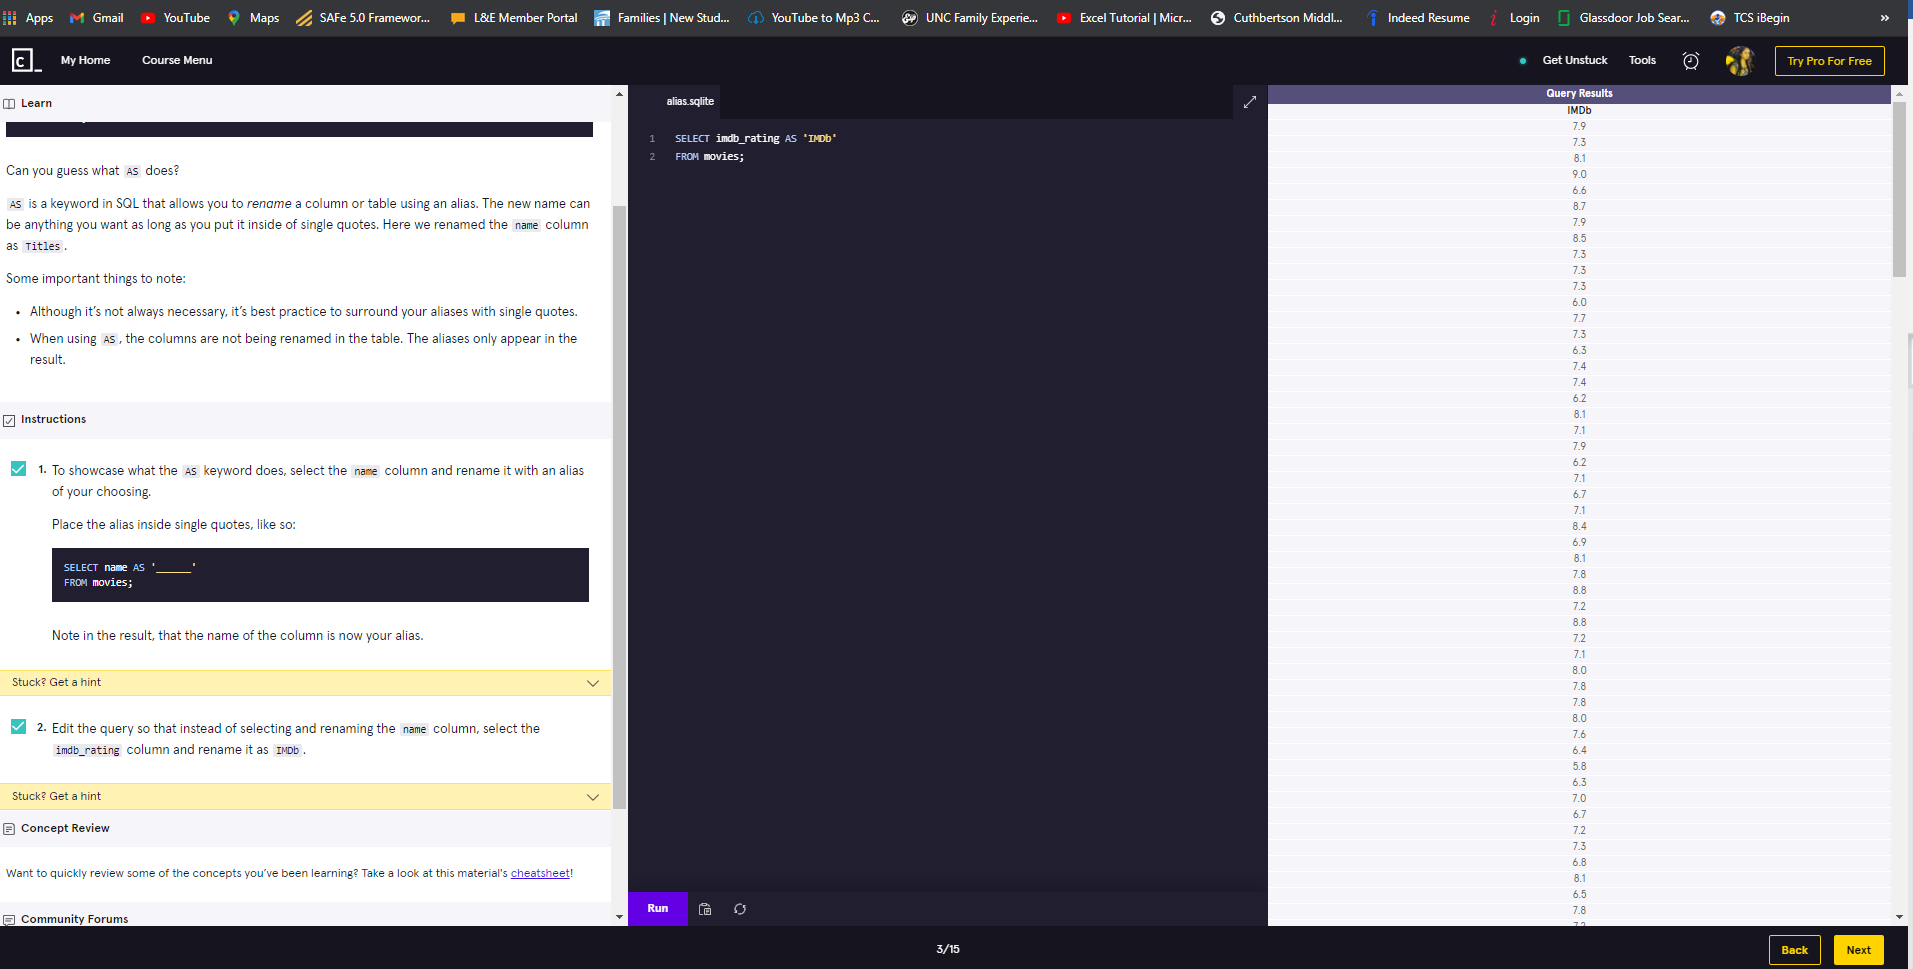 Apps
Gmail
YouTube
Maps
SAFe 5.0 Framewor...
L&E Member Portal
Families | New Stud...
YouTube to Mp3 C...
UNC Family Experie...
Excel Tutorial | Micr...
Cuthbertson Middl...
Indeed Resume
Login
Glassdoor Job Sear...
TCS iBegin
»
My Home
Course Menu
Get Unstuck
Tools
Try Pro For Free
Learn
Can you guess what AS does?
AS is a keyword in SQL that allows you to rename a column or table using an alias. The new name can
be anything you want as long as you put it inside of single quotes. Here we renamed the name column
as Titles.
Some important things to note:
• Although it’s not always necessary, it’s best practice to surround your aliases with single quotes.
• When using AS, the columns are not being renamed in the table. The aliases only appear in the
result.
Instructions
1. To showcase what the AS keyword does, select the name column and rename it with an alias
of your choosing.
Place the alias inside single quotes, like so:
SELECT name AS '______'
FROM movies;
Note in the result, that the name of the column is now your alias.
Stuck? Get a hint
2. Edit the query so that instead of selecting and renaming the name column, select the
imdb_rating column and rename it as IMDb.
Stuck? Get a hint
Concept Review
Want to quickly review some of the concepts you’ve been learning? Take a look at this material's cheatsheet!
Community Forums
alias.sqlite
1 SELECT imdb_rating AS 'IMDb'
2 FROM movies;
Run
Query Results
IMDb
7.9
7.3
8.1
9.0
6.6
8.7
7.9
8.5
7.3
7.3
7.3
6.0
7.7
7.3
6.3
7.4
7.4
6.2
8.1
7.1
7.9
6.2
7.1
6.7
7.1
8.4
6.9
8.1
7.8
8.8
7.2
8.8
7.2
7.1
8.0
7.8
7.8
8.0
7.6
6.4
5.8
6.3
7.0
6.7
7.2
7.3
6.8
8.1
6.5
7.8
3/15
Back
Next